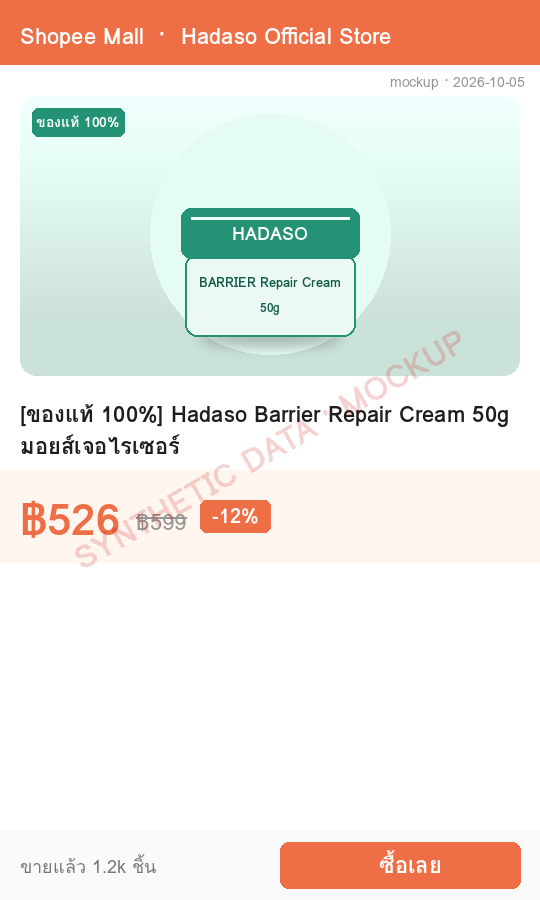 Shopee Mall · Hadaso Official Store
mockup · 2026-10-05
ของแท้ 100%
HADASO
BARRIER Repair Cream
50g
[ของแท้ 100%] Hadaso Barrier Repair Cream 50g
มอยส์เจอไรเซอร์
฿526 ฿599 -12%
SYNTHETIC DATA · MOCKUP
ขายแล้ว 1.2k ชิ้น
ซื้อเลย